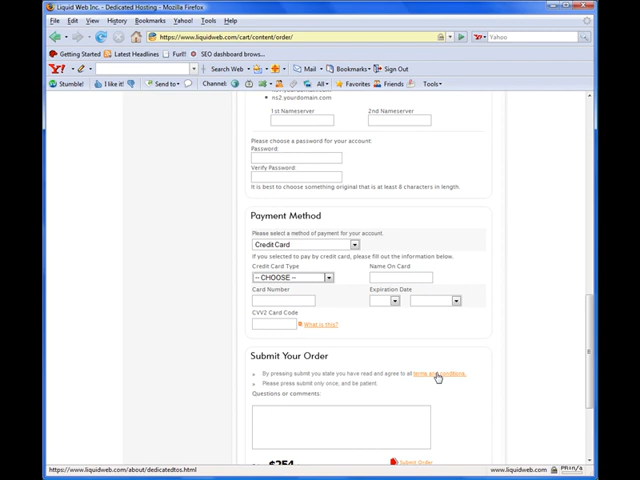 Liquid Web Inc. - Dedicated Hosting - Mozilla Firefox
File Edit View History Bookmarks Yahoo! Tools Help
https://www.liquidweb.com/cart/content/order/
Yahoo
Getting Started Latest Headlines Furl! SEO dashboard brows...
Search Web Mail Bookmarks Sign Out
Stumble! I like it! Send to Channel: All Favorites Friends Tools
ns2.yourdomain.com
1st Nameserver 2nd Nameserver
Please choose a password for your account:
Password:
Verify Password:
It is best to choose something original that is at least 8 characters in length.
Payment Method
Please select a method of payment for your account.
Credit Card
If you selected to pay by credit card, please fill out the information below.
Credit Card Type Name On Card
-- CHOOSE --
Card Number Expiration Date
CVV2 Card Code
What is this?
Submit Your Order
By pressing submit you state you have read and agree to all terms and conditions.
Please press submit only once, and be patient.
Questions or comments:
$254 Submit Order
https://www.liquidweb.com/about/dedicatedtos.html www.liquidweb.com